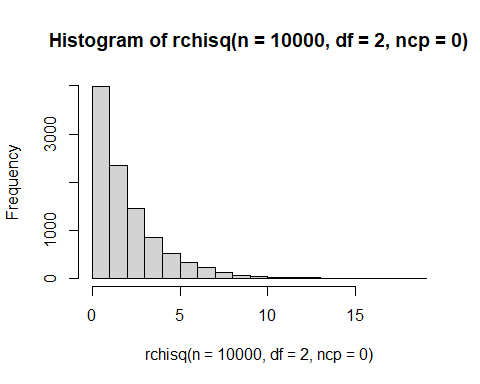 Histogram of rchisq(n = 10000, df = 2, ncp = 0)
Frequency
3000
1000
0
0 5 10 15
rchisq(n = 10000, df = 2, ncp = 0)